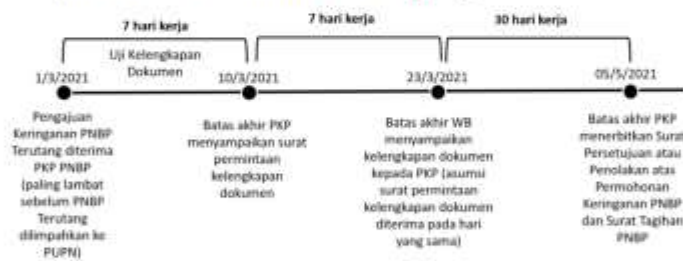 7 hari kerja
7 hari kerja
30 hari kerja
Uji Kelengkapan
Dokumen
1/3/2021
10/3/2021
23/3/2021
05/5/2021
Pengajuan
Keringanan PNBP
Terutang diterima
PKP PNBP
(paling lambat
sebelum PNBP
Terutang
dilimpahkan ke
PUPN)
Batas akhir PKP
menyampaikan surat
permintaan
kelengkapan
dokumen
Batas akhir WB
menyampaikan
kelengkapan dokumen
kepada PKP (asumsi
surat permintaan
kelengkapan dokumen
diterima pada hari
yang sama)
Batas akhir PKP
menerbitkan Surat
Persetujuan atau
Penolakan atas
Permohonan
Keringanan PNBP
dan Surat Tagihan
PNBP